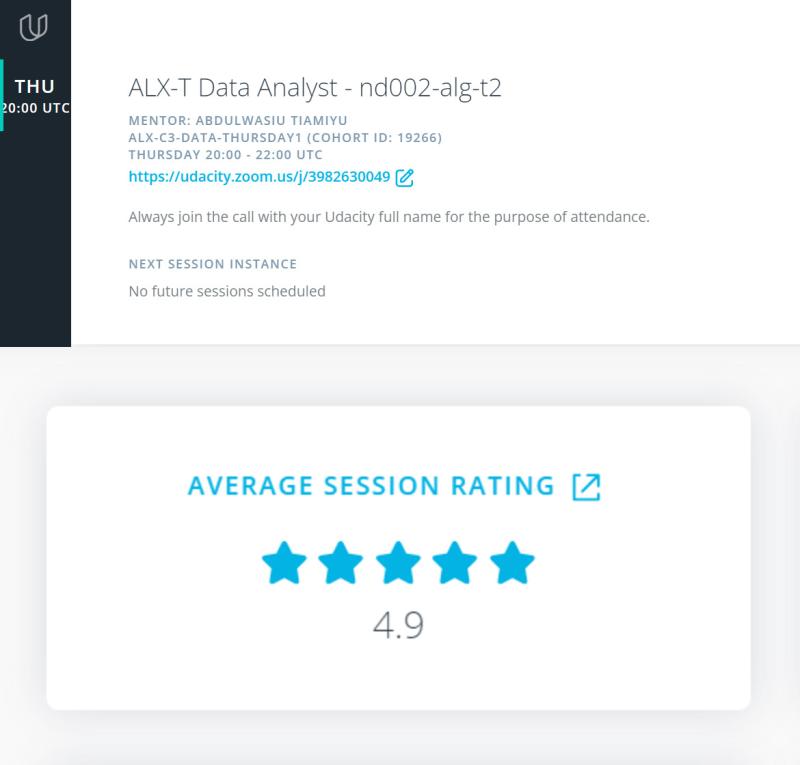 THU
20:00 UTC
ALX-T Data Analyst - nd002-alg-t2
MENTOR: ABDULWASIU TIAMIYU
ALX-C3-DATA-THURSDAY1 (COHORT ID: 19266)
THURSDAY 20:00 - 22:00 UTC
https://udacity.zoom.us/j/3982630049
Always join the call with your Udacity full name for the purpose of attendance.
NEXT SESSION INSTANCE
No future sessions scheduled
AVERAGE SESSION RATING
4.9